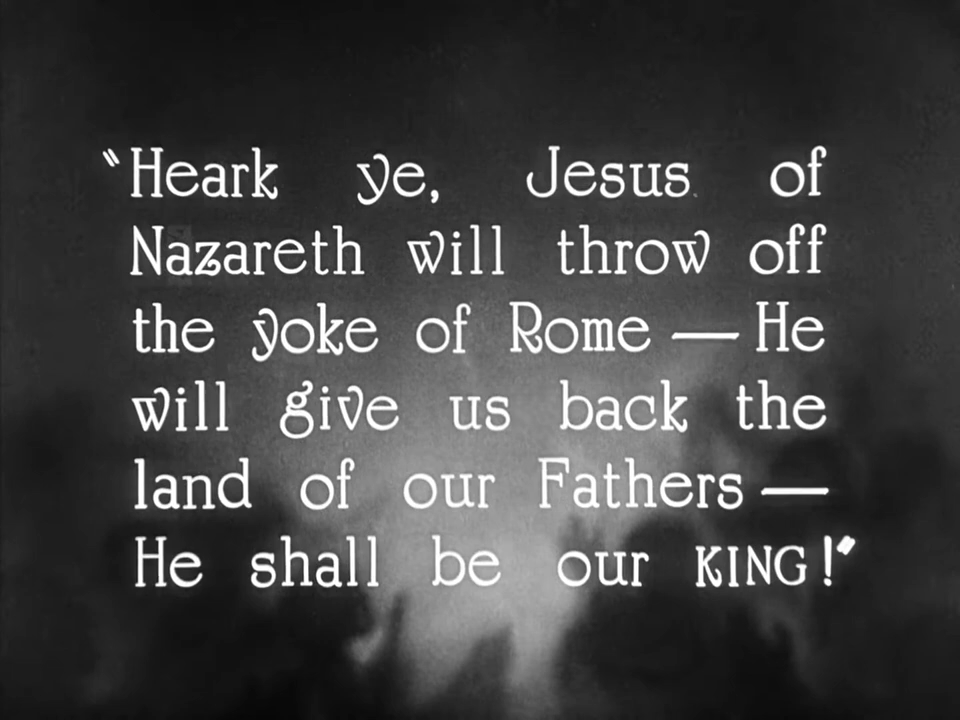 "Heark ye, Jesus of
Nazareth will throw off
the yoke of Rome — He
will give us back the
land of our Fathers —
He shall be our KING!"